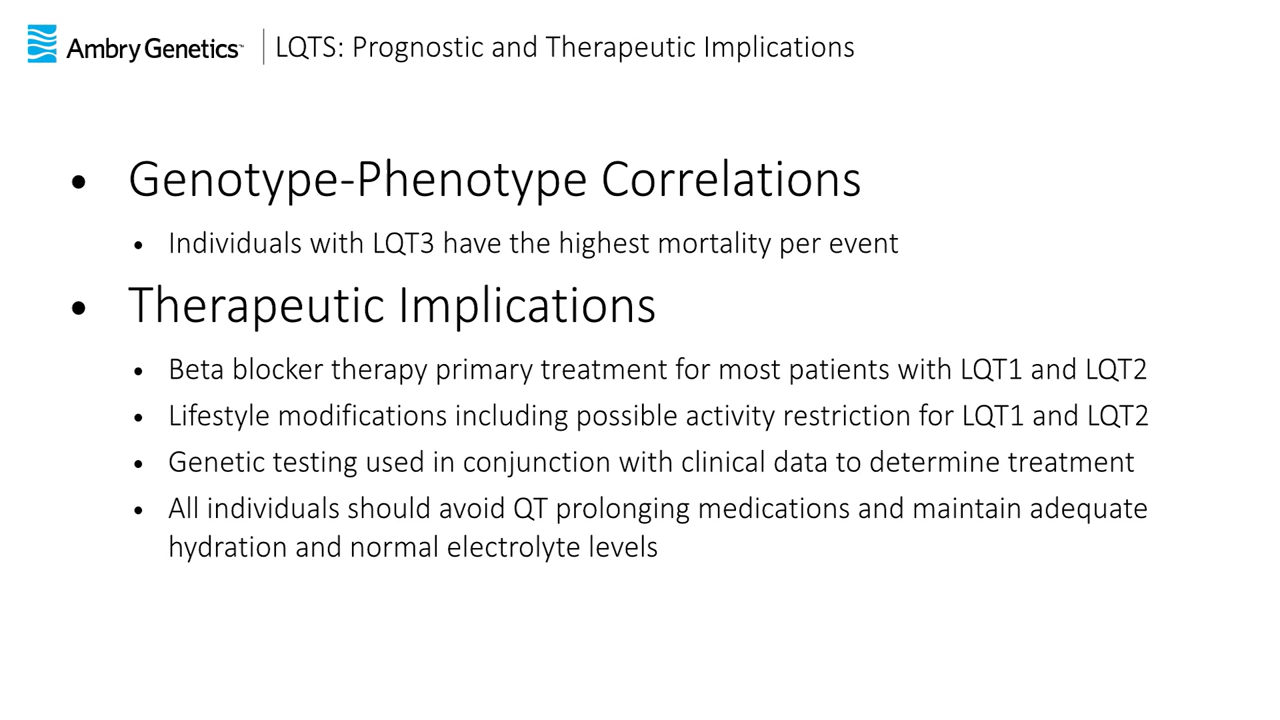 Ambry Genetics™ LQTS: Prognostic and Therapeutic Implications
• Genotype-Phenotype Correlations
• Individuals with LQT3 have the highest mortality per event
• Therapeutic Implications
• Beta blocker therapy primary treatment for most patients with LQT1 and LQT2
• Lifestyle modifications including possible activity restriction for LQT1 and LQT2
• Genetic testing used in conjunction with clinical data to determine treatment
• All individuals should avoid QT prolonging medications and maintain adequate
hydration and normal electrolyte levels